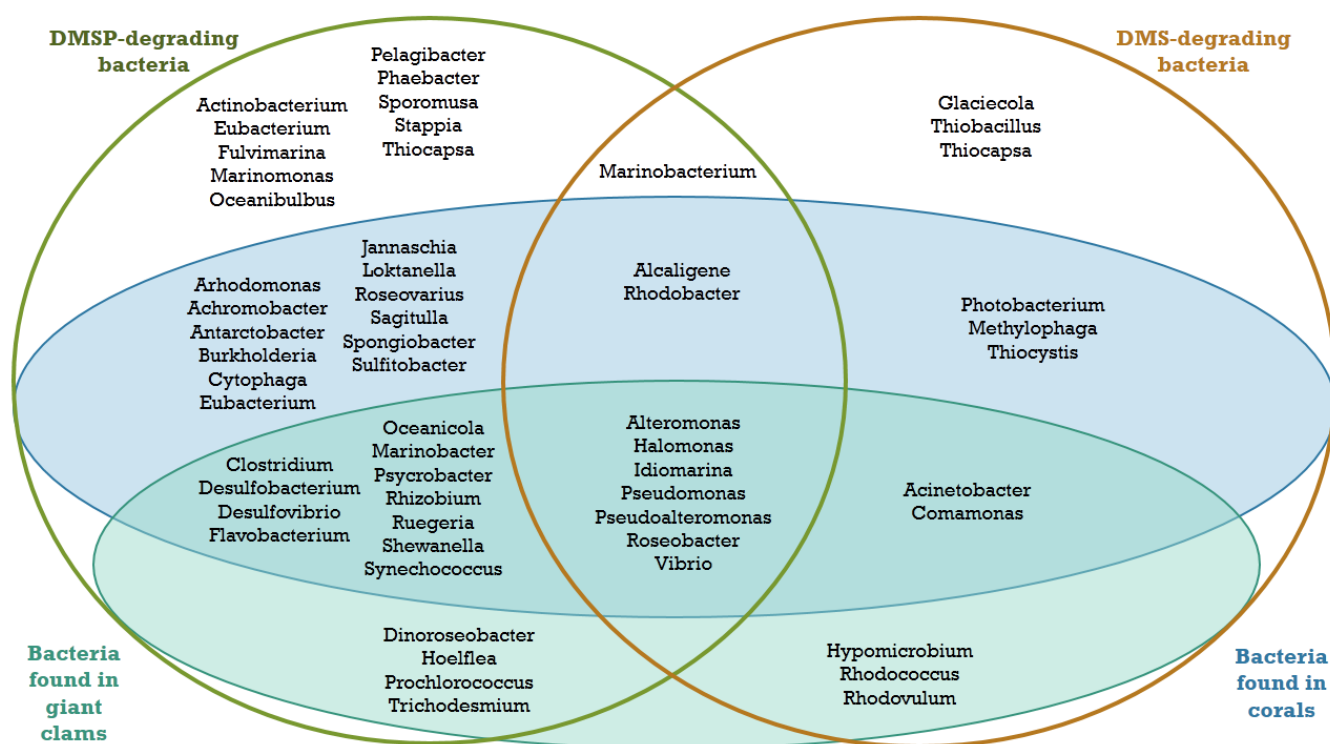 DMSP-degrading
bacteria
Pelagibacter
Phaebacter
Sporomusa
Stappia
Thiocapsa
Actinobacterium
Eubacterium
Fulvimarina
Marinomonas
Oceanibulbus
Marinobacterium
DMS-degrading
bacteria
Glaciecola
Thiobacillus
Thiocapsa
Jannaschia
Loktanella
Roseovarius
Sagitulla
Spongiobacter
Sulfitobacter
Arhodomonas
Achromobacter
Antarctobacter
Burkholderia
Cytophaga
Eubacterium
Alcaligene
Rhodobacter
Photobacterium
Methylophaga
Thiocystis
Oceanicola
Marinobacter
Psycrobacter
Rhizobium
Ruegeria
Shewanella
Synechococcus
Clostridium
Desulfobacterium
Desulfovibrio
Flavobacterium
Alteromonas
Halomonas
Idiomarina
Pseudomonas
Pseudoalteromonas
Roseobacter
Vibrio
Acinetobacter
Comamonas
Bacteria
found in
giant
clams
Dinoroseobacter
Hoelflea
Prochlorococcus
Trichodesmium
Hypomicrobium
Rhodococcus
Rhodovulum
Bacteria
found in
corals